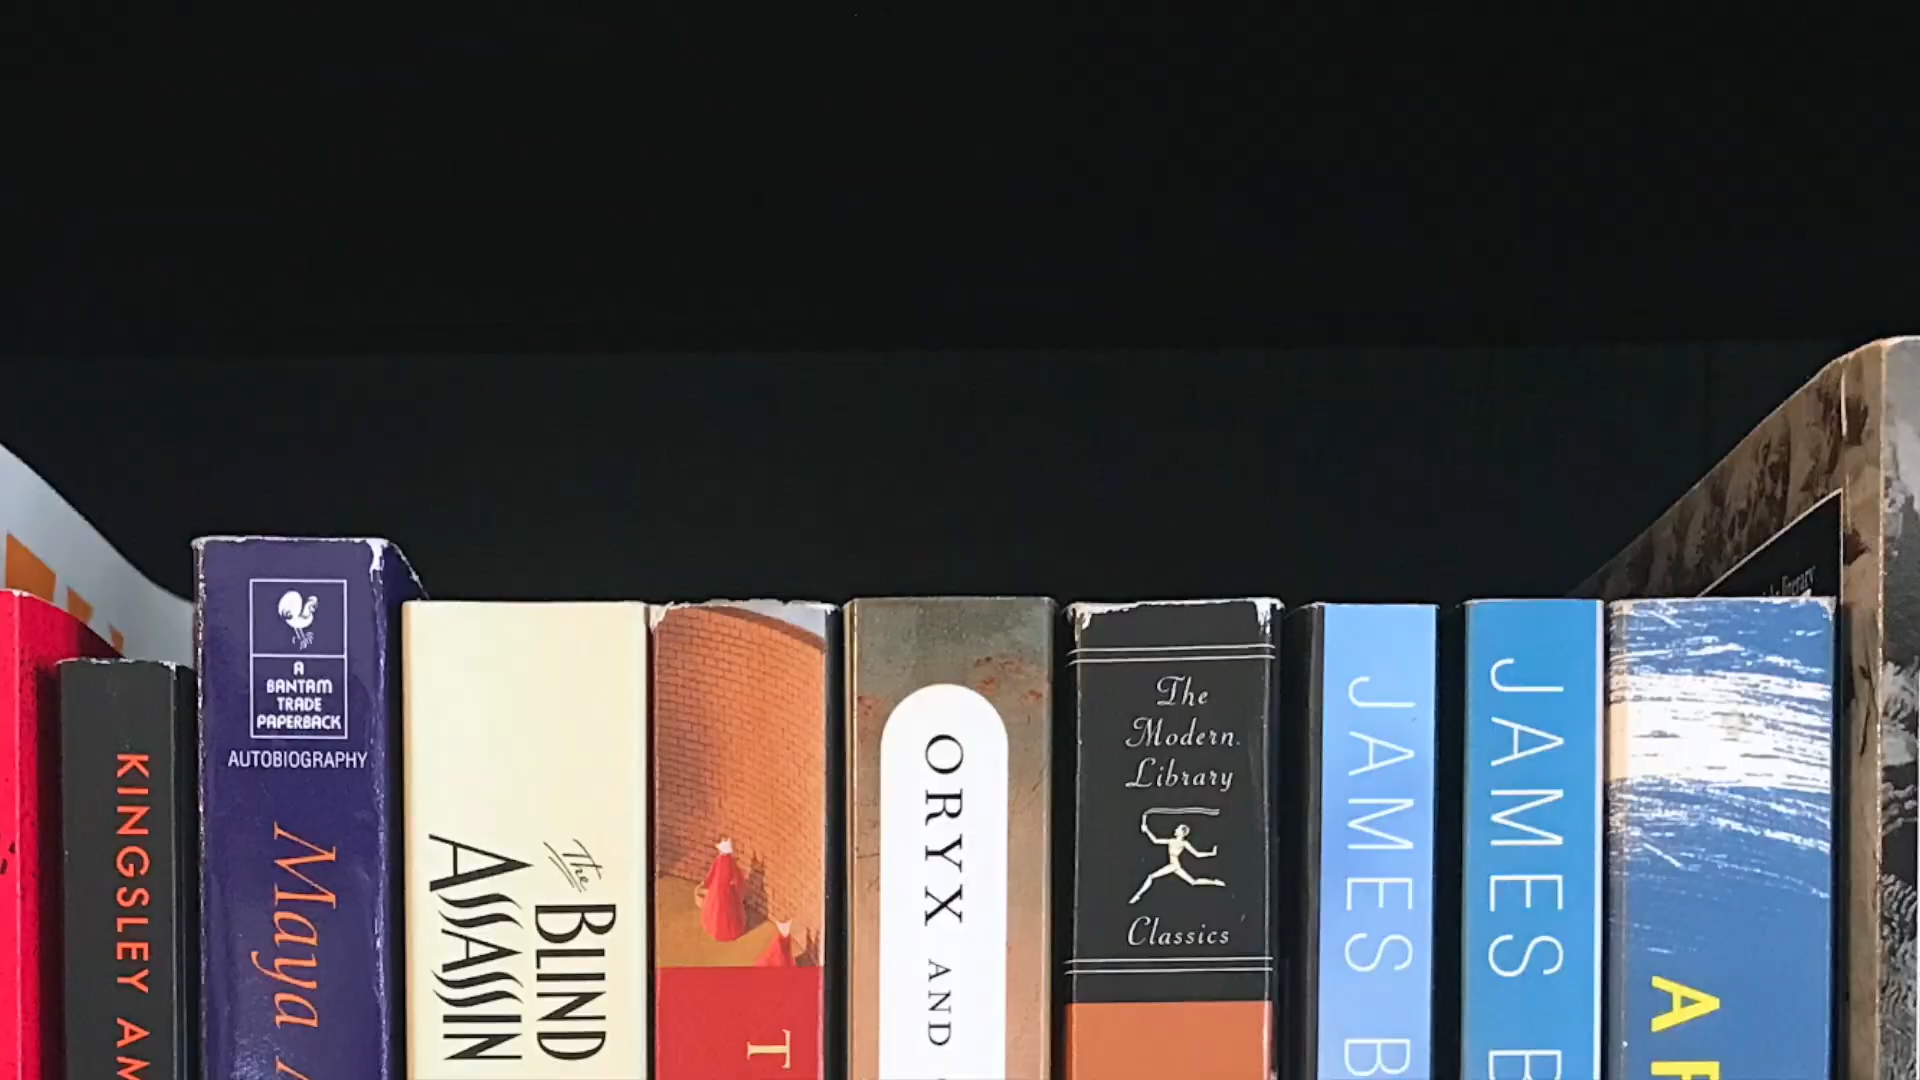 KINGSLEY AM
A
BANTAM
TRADE
PAPERBACK
AUTOBIOGRAPHY
Maya
The
BLIND
ASSASSIN
T
ORYX AND
The
Modern
Library
Classics
JAMES B
JAMES B
A